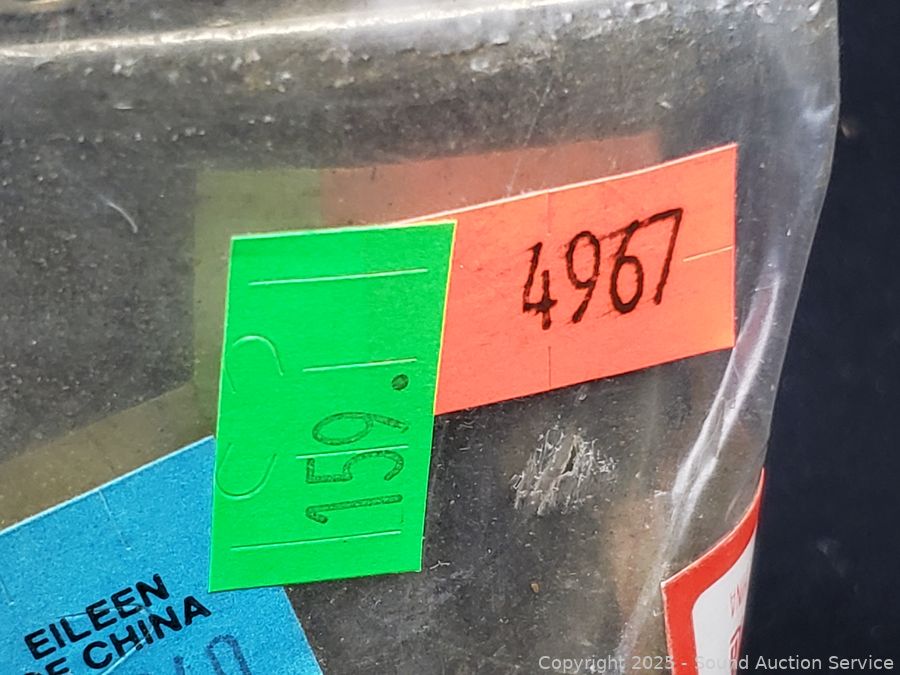 4967
159.
EILEEN
OF CHINA
Copyright 2025 - Sound Auction Service